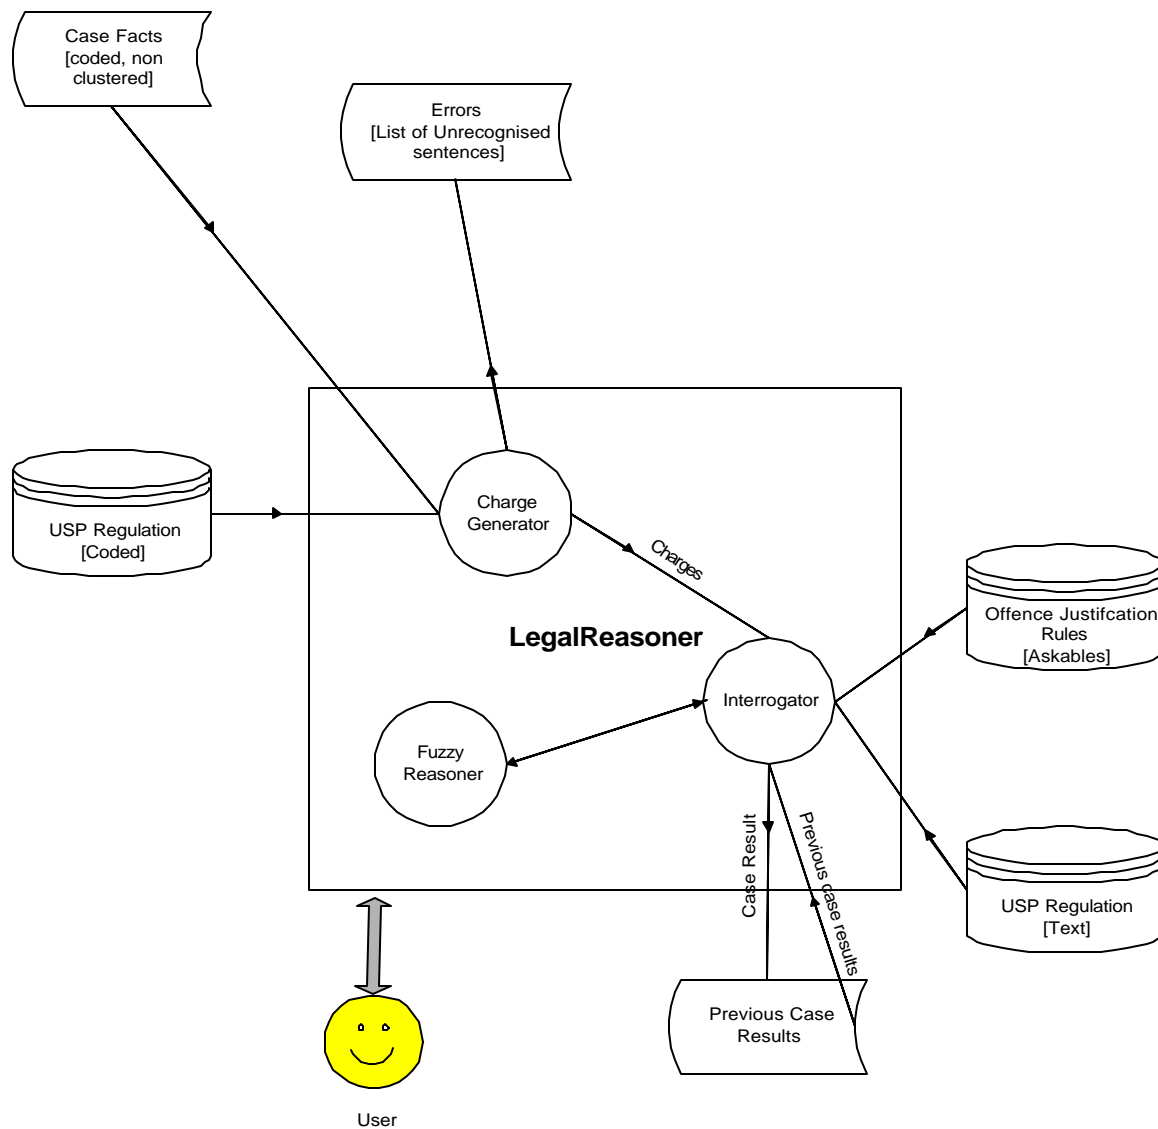 Case Facts
[coded, non
clustered]
Errors
[List of Unrecognised
sentences]
USP Regulation
[Coded]
Charge
Generator
Charges
LegalReasoner
Offence Justifcation
Rules
[Askables]
Interrogator
Fuzzy
Reasoner
Case Result
Previous case results
USP Regulation
[Text]
Previous Case
Results
User